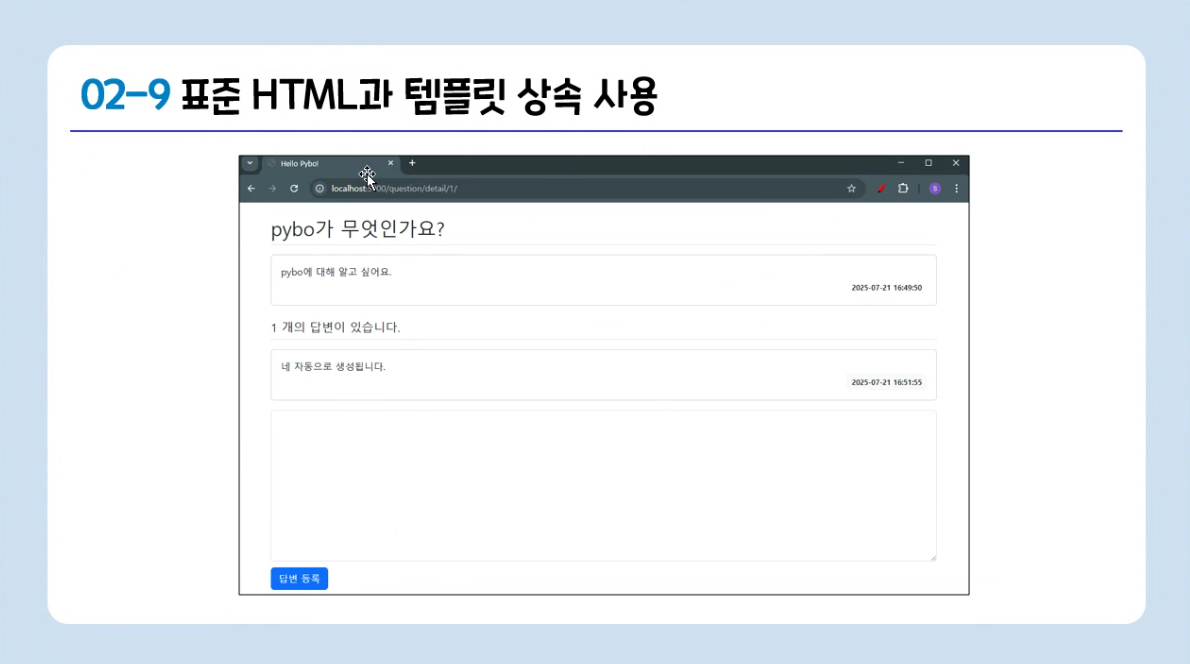 02-9 표준 HTML과 템플릿 상속 사용
Hello Pybo!
localhost:5000/question/detail/1/
S
pybo가 무엇인가요?
pybo에 대해 알고 싶어요.
2025-07-21 16:49:50
1 개의 답변이 있습니다.
네 자동으로 생성됩니다.
2025-07-21 16:51:55
답변 등록